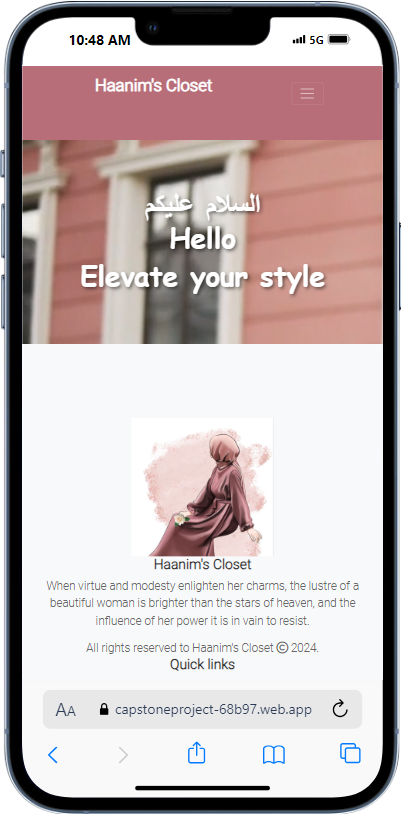 10:48 AM
5G
Haanim's Closet
السلام عليكم
Hello
Elevate your style
Haanim's Closet
When virtue and modesty enlighten her charms, the lustre of a
beautiful woman is brighter than the stars of heaven, and the
influence of her power it is in vain to resist.
All rights reserved to Haanim's Closet © 2024.
Quick links
AA
capstoneproject-68b97.web.app